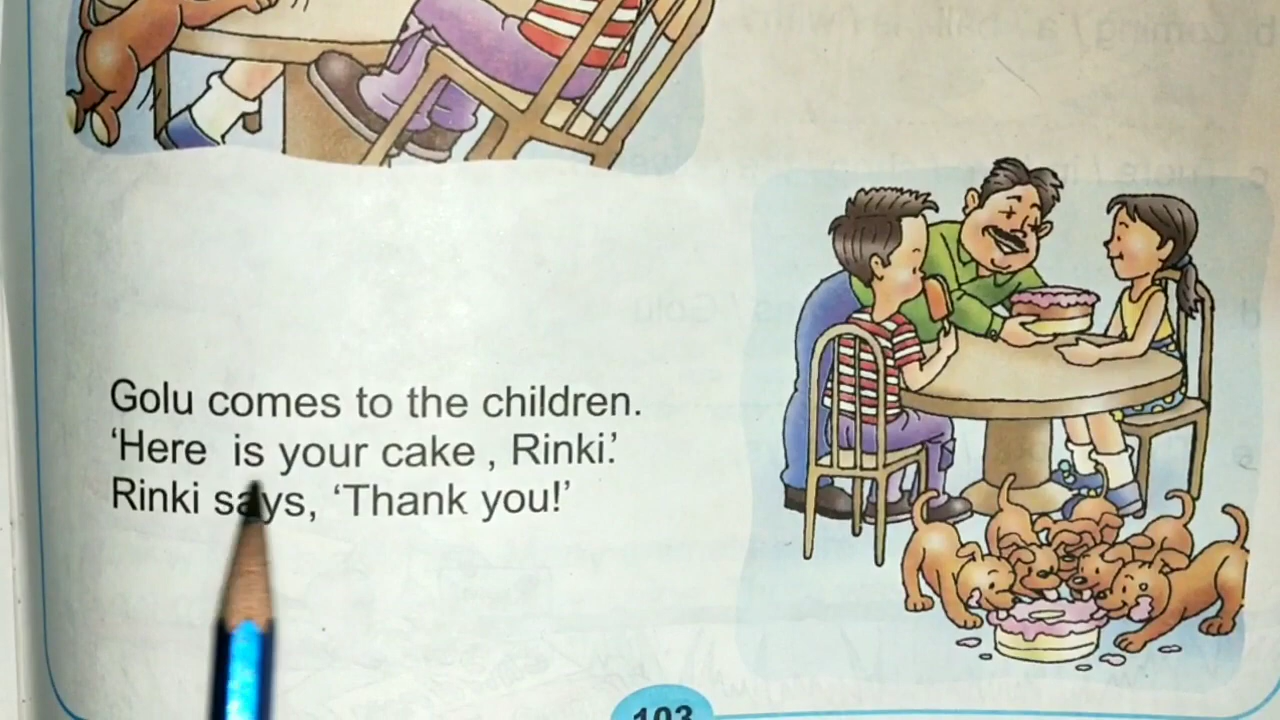 Golu comes to the children.
‘Here is your cake , Rinki.’
Rinki says, ‘Thank you!’
103